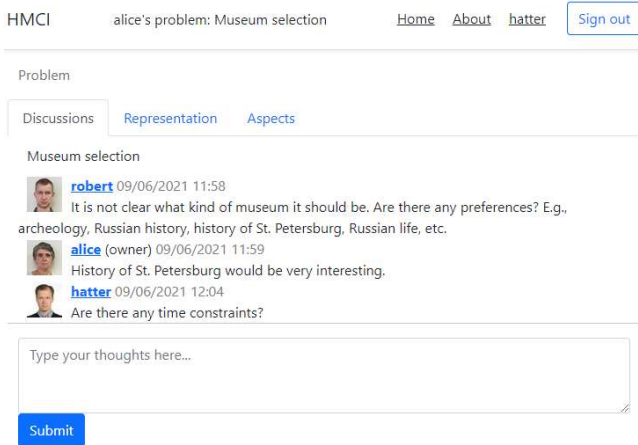 HMCI alice's problem: Museum selection Home About hatter Sign out
Problem
Discussions Representation Aspects
Museum selection
robert 09/06/2021 11:58
It is not clear what kind of museum it should be. Are there any preferences? E.g.,
archeology, Russian history, history of St. Petersburg, Russian life, etc.
alice (owner) 09/06/2021 11:59
History of St. Petersburg would be very interesting.
hatter 09/06/2021 12:04
Are there any time constraints?
Type your thoughts here...
Submit